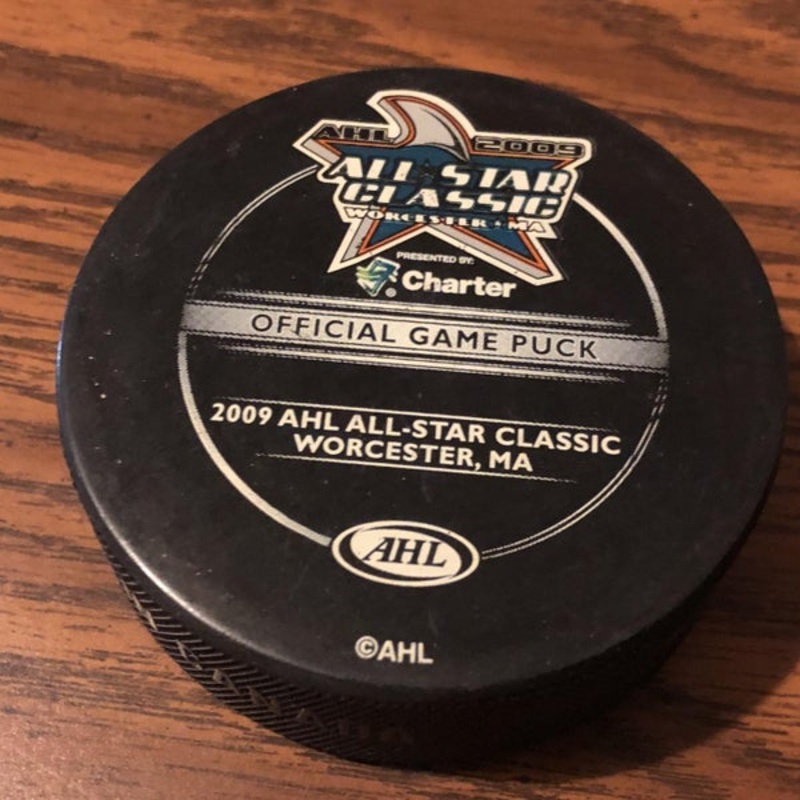 AHL 2009
ALL STAR
CLASSIC
WORCESTER MA
PRESENTED BY:
Charter
OFFICIAL GAME PUCK
2009 AHL ALL-STAR CLASSIC
WORCESTER, MA
AHL
©AHL
CANADA